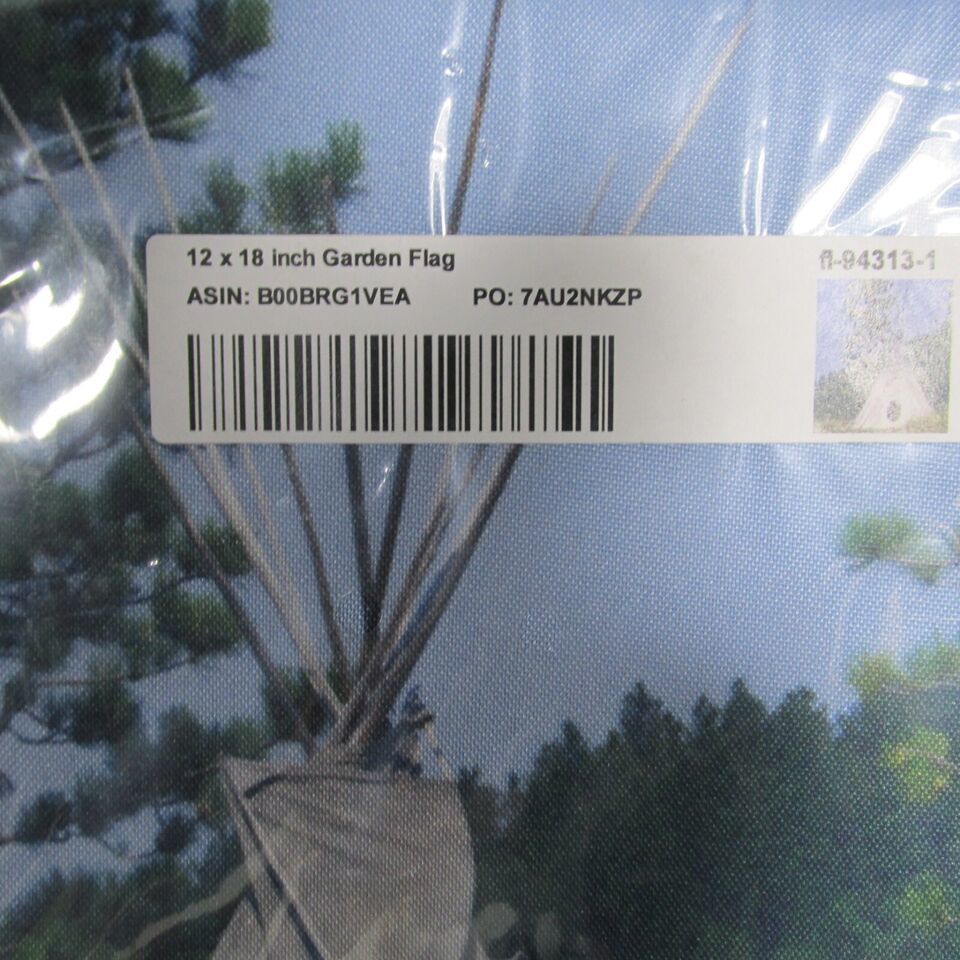 12 x 18 inch Garden Flag
fl-94313-1
ASIN: B00BRG1VEA PO: 7AU2NKZP